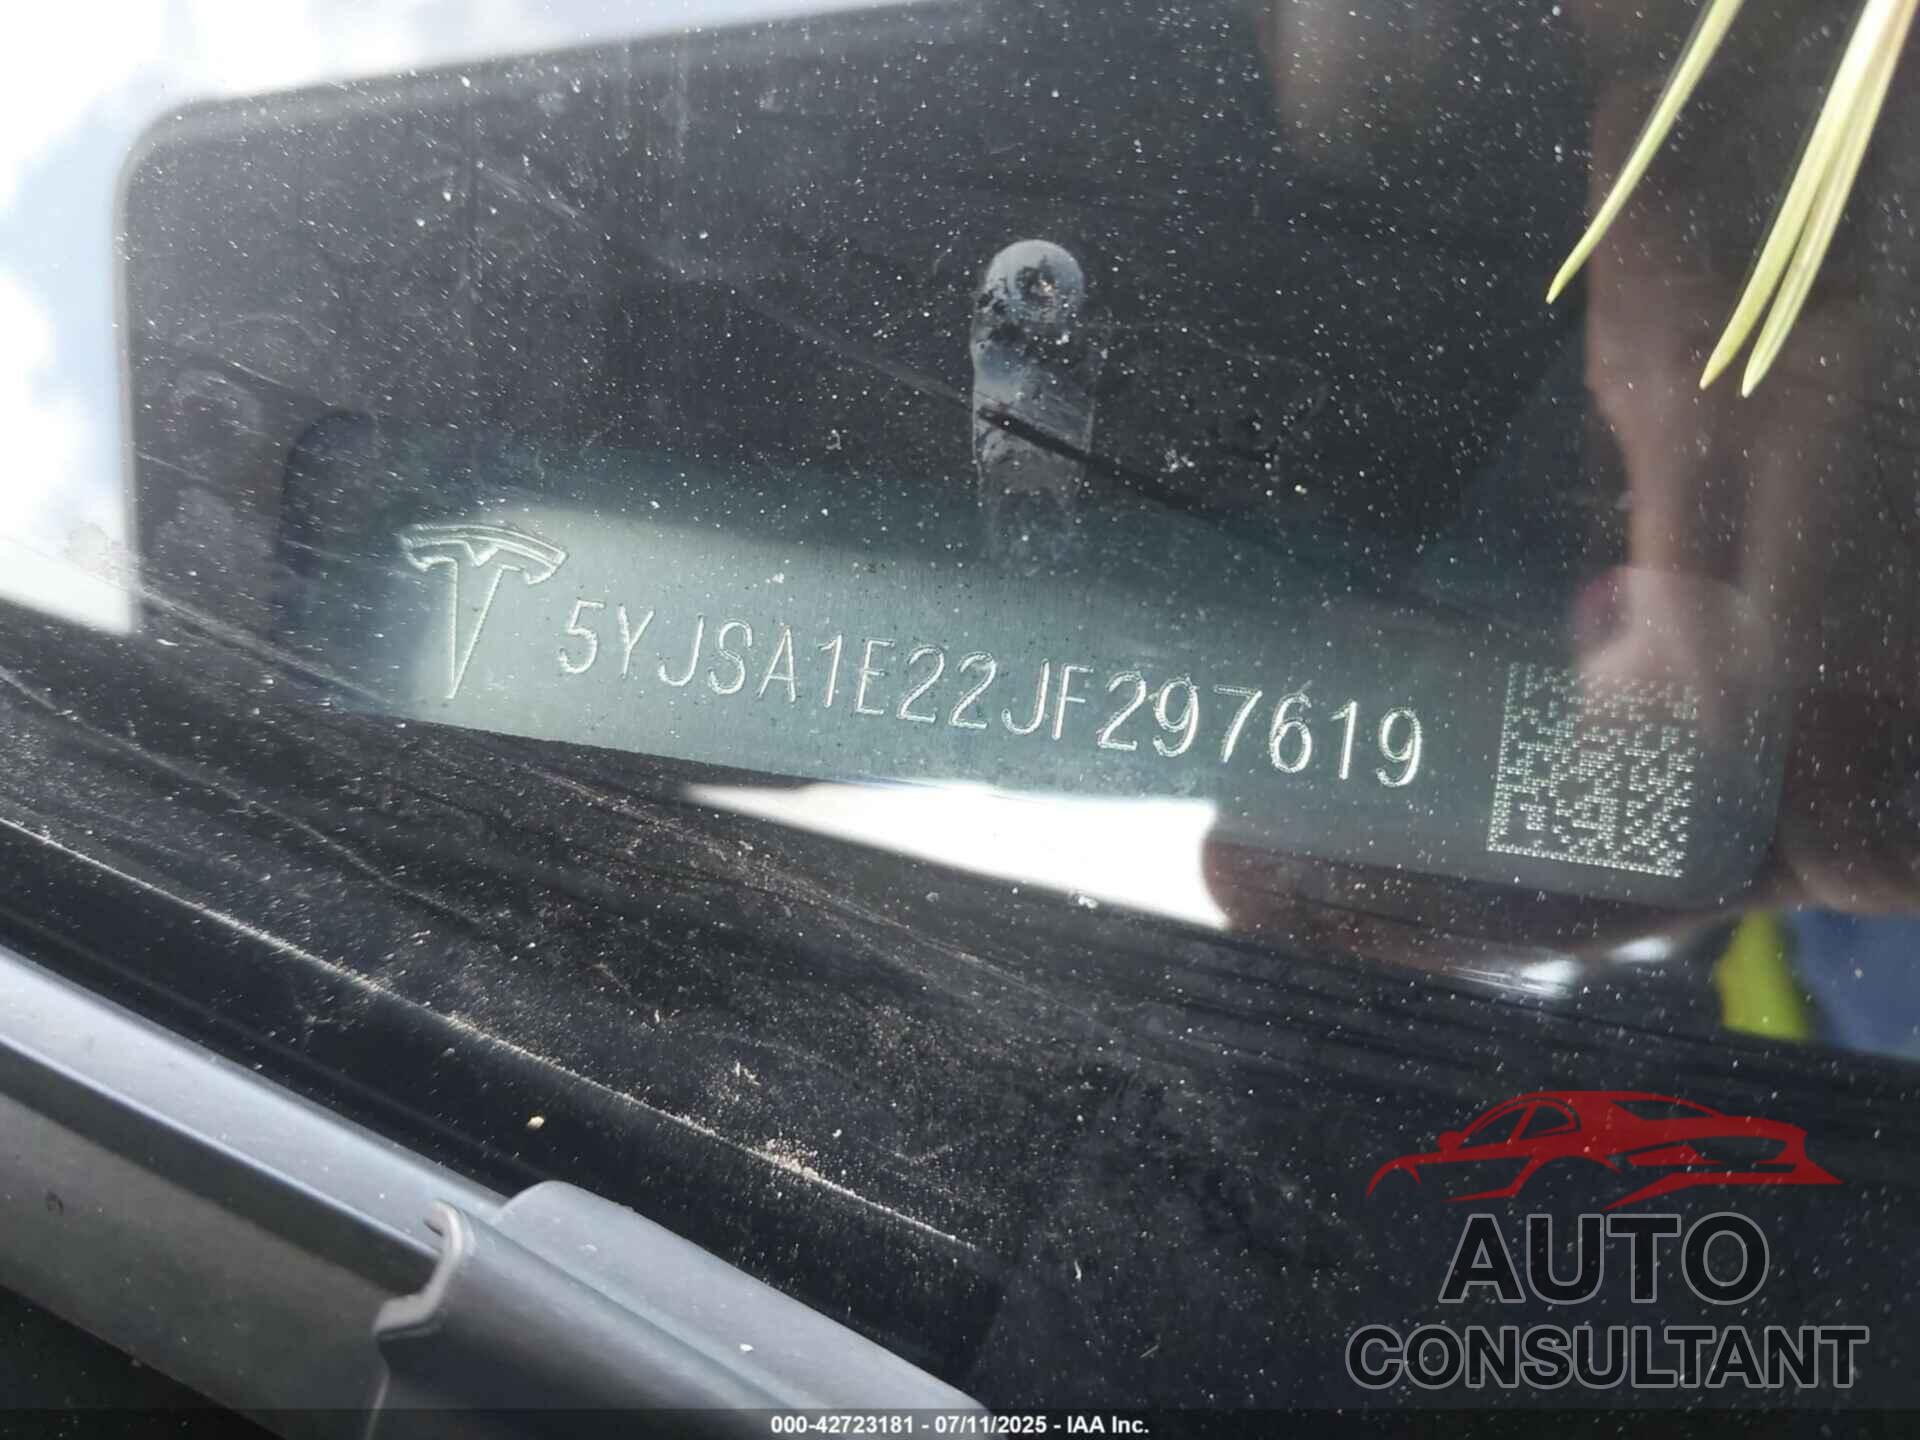 5YJSA1E22JF297619
AUTO
CONSULTANT
000-42723181 - 07/11/2025 - IAA Inc.